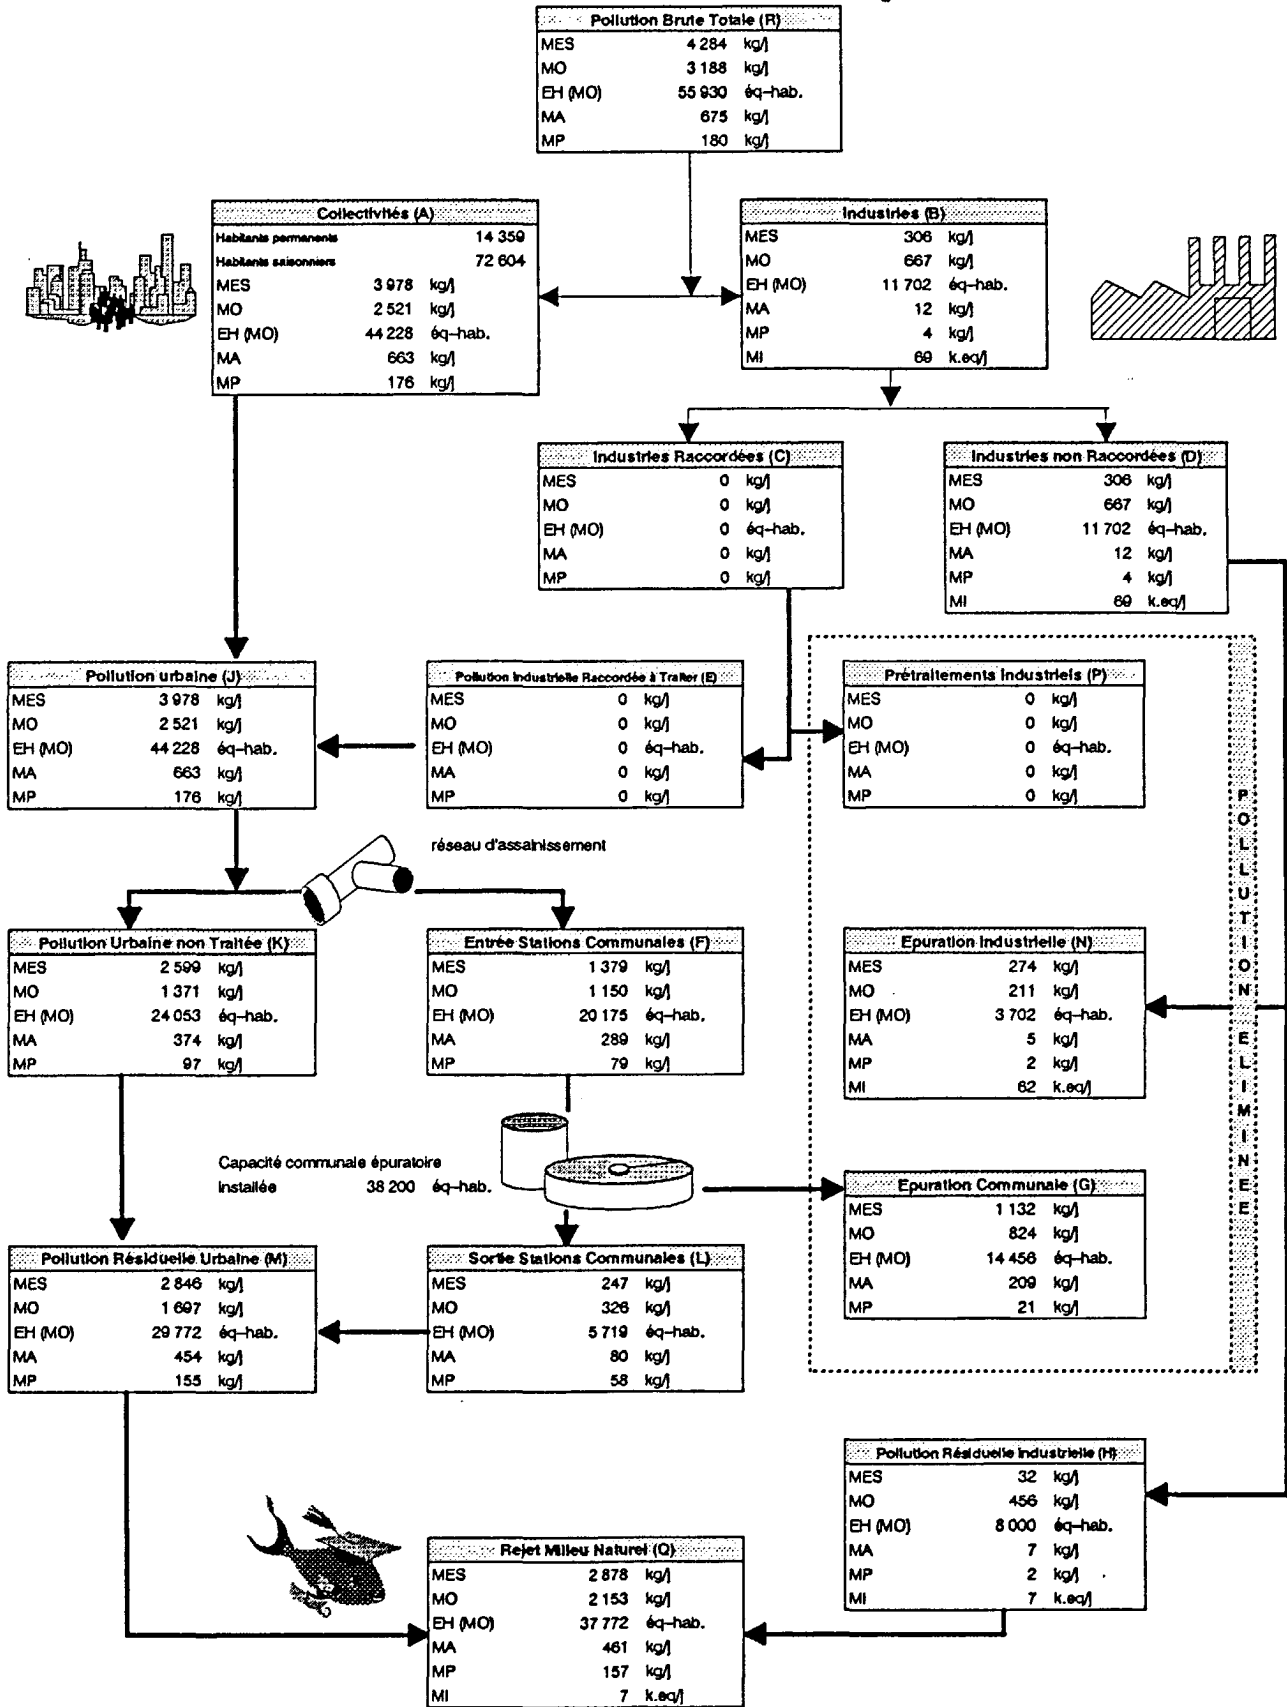 Pollution Brute Totale (R)
MES 4 284 kg/j
MO 3 188 kg/j
EH (MO) 55 930 éq-hab.
MA 675 kg/j
MP 180 kg/j
Collectivités (A)
Habitants permanents 14 359
Habitants saisonniers 72 604
MES 3 978 kg/j
MO 2 521 kg/j
EH (MO) 44 228 éq-hab.
MA 663 kg/j
MP 176 kg/j
Industries (B)
MES 306 kg/j
MO 667 kg/j
EH (MO) 11 702 éq-hab.
MA 12 kg/j
MP 4 kg/j
MI 69 k.eq/j
Industries Raccordées (C)
MES 0 kg/j
MO 0 kg/j
EH (MO) 0 éq-hab.
MA 0 kg/j
MP 0 kg/j
Industries non Raccordées (D)
MES 306 kg/j
MO 667 kg/j
EH (MO) 11 702 éq-hab.
MA 12 kg/j
MP 4 kg/j
MI 69 k.eq/j
Pollution urbaine (J)
MES 3 978 kg/j
MO 2 521 kg/j
EH (MO) 44 228 éq-hab.
MA 663 kg/j
MP 176 kg/j
Pollution Industrielle Raccordée à Traiter (E)
MES 0 kg/j
MO 0 kg/j
EH (MO) 0 éq-hab.
MA 0 kg/j
MP 0 kg/j
Prétraitements Industriels (P)
MES 0 kg/j
MO 0 kg/j
EH (MO) 0 éq-hab.
MA 0 kg/j
MP 0 kg/j
POLLUTION ELIMINEE
réseau d'assainissement
Pollution Urbaine non Traitée (K)
MES 2 599 kg/j
MO 1 371 kg/j
EH (MO) 24 053 éq-hab.
MA 374 kg/j
MP 97 kg/j
Entrée Stations Communales (F)
MES 1 379 kg/j
MO 1 150 kg/j
EH (MO) 20 175 éq-hab.
MA 289 kg/j
MP 79 kg/j
Epuration Industrielle (N)
MES 274 kg/j
MO 211 kg/j
EH (MO) 3 702 éq-hab.
MA 5 kg/j
MP 2 kg/j
MI 62 k.eq/j
Capacité communale épuratoire
installée 38 200 éq-hab.
Epuration Communale (G)
MES 1 132 kg/j
MO 824 kg/j
EH (MO) 14 456 éq-hab.
MA 209 kg/j
MP 21 kg/j
Pollution Résiduelle Urbaine (M)
MES 2 846 kg/j
MO 1 697 kg/j
EH (MO) 29 772 éq-hab.
MA 454 kg/j
MP 155 kg/j
Sortie Stations Communales (L)
MES 247 kg/j
MO 326 kg/j
EH (MO) 5 719 éq-hab.
MA 80 kg/j
MP 58 kg/j
Pollution Résiduelle Industrielle (H)
MES 32 kg/j
MO 456 kg/j
EH (MO) 8 000 éq-hab.
MA 7 kg/j
MP 2 kg/j
MI 7 k.eq/j
Rejet Milieu Naturel (Q)
MES 2 878 kg/j
MO 2 153 kg/j
EH (MO) 37 772 éq-hab.
MA 461 kg/j
MP 157 kg/j
MI 7 k.eq/j